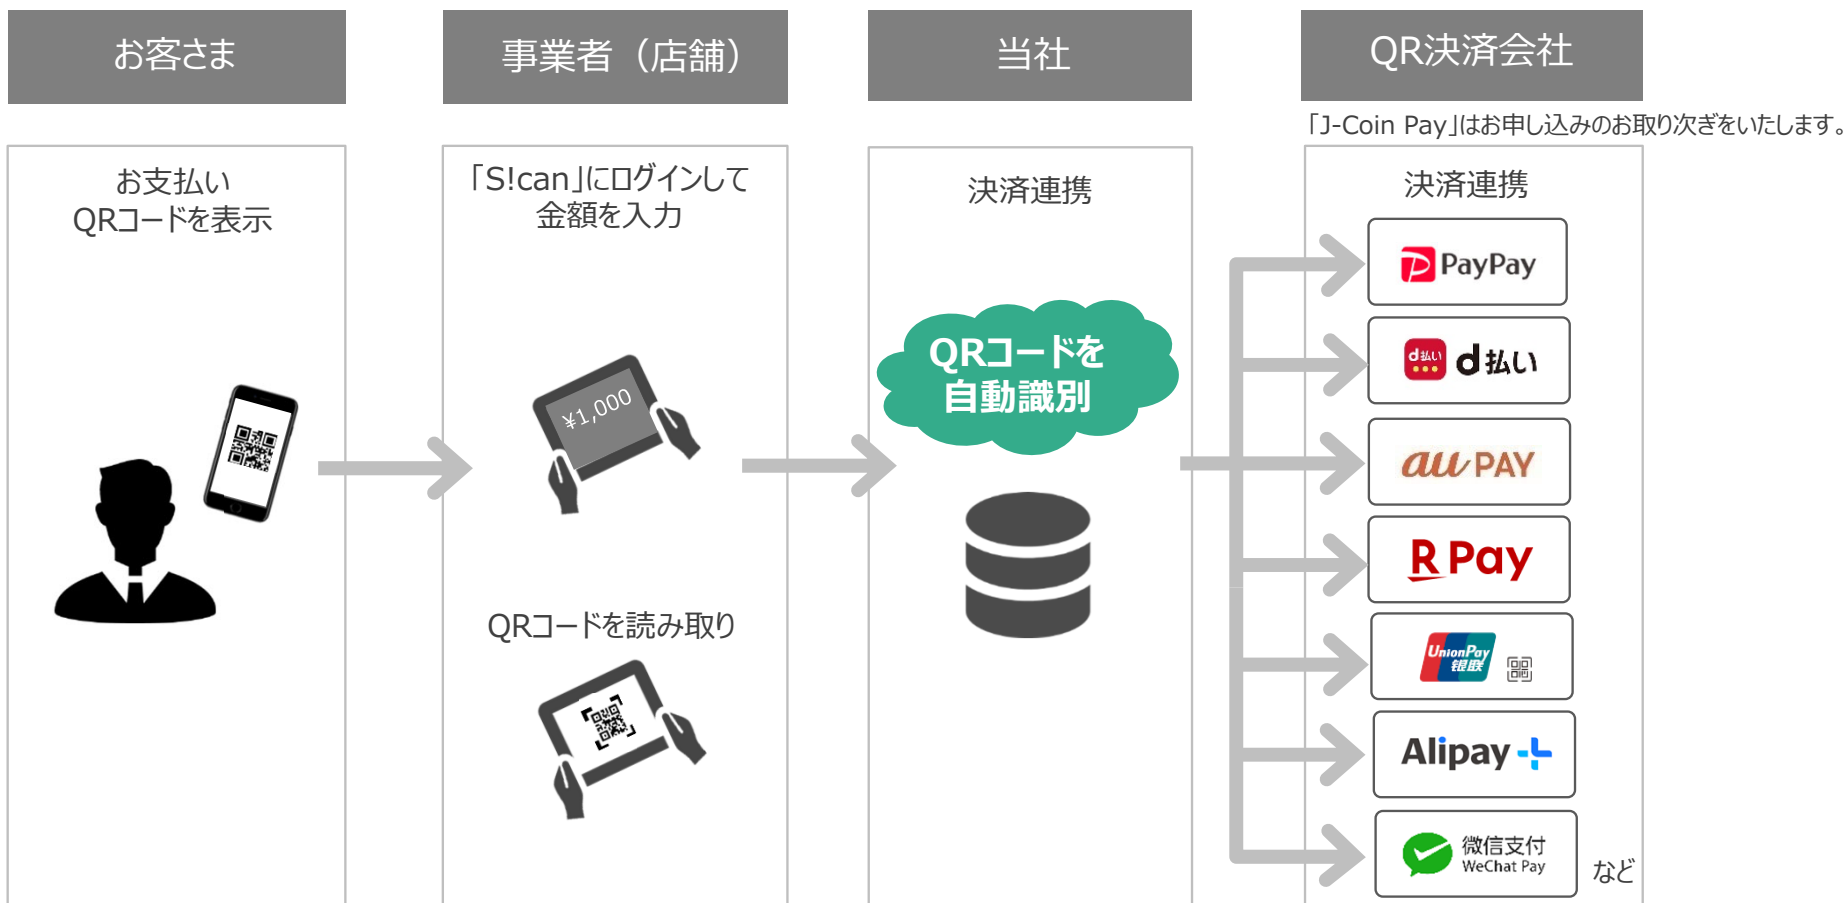 お客さま
事業者（店舗）
当社
QR決済会社
「J-Coin Pay」はお申し込みのお取り次ぎをいたします。
お支払い
QRコードを表示
「S!can」にログインして
金額を入力
¥1,000
QRコードを読み取り
決済連携
QRコードを
自動識別
決済連携
PayPay
d払い
d払い
au PAY
R Pay
UnionPay
银联
Alipay+
微信支付
WeChat Pay
など